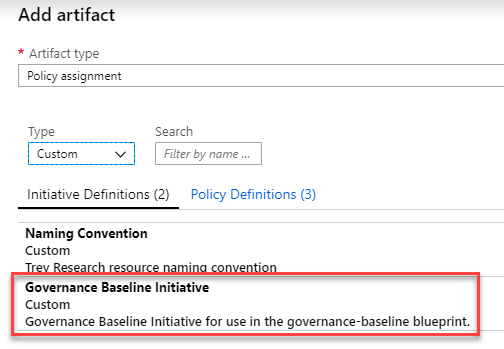 Add artifact
* Artifact type
Policy assignment
Type
Search
Custom
Filter by name ...
Initiative Definitions (2)
Policy Definitions (3)
Naming Convention
Custom
Trey Research resource naming convention
Governance Baseline Initiative
Custom
Governance Baseline Initiative for use in the governance-baseline blueprint.